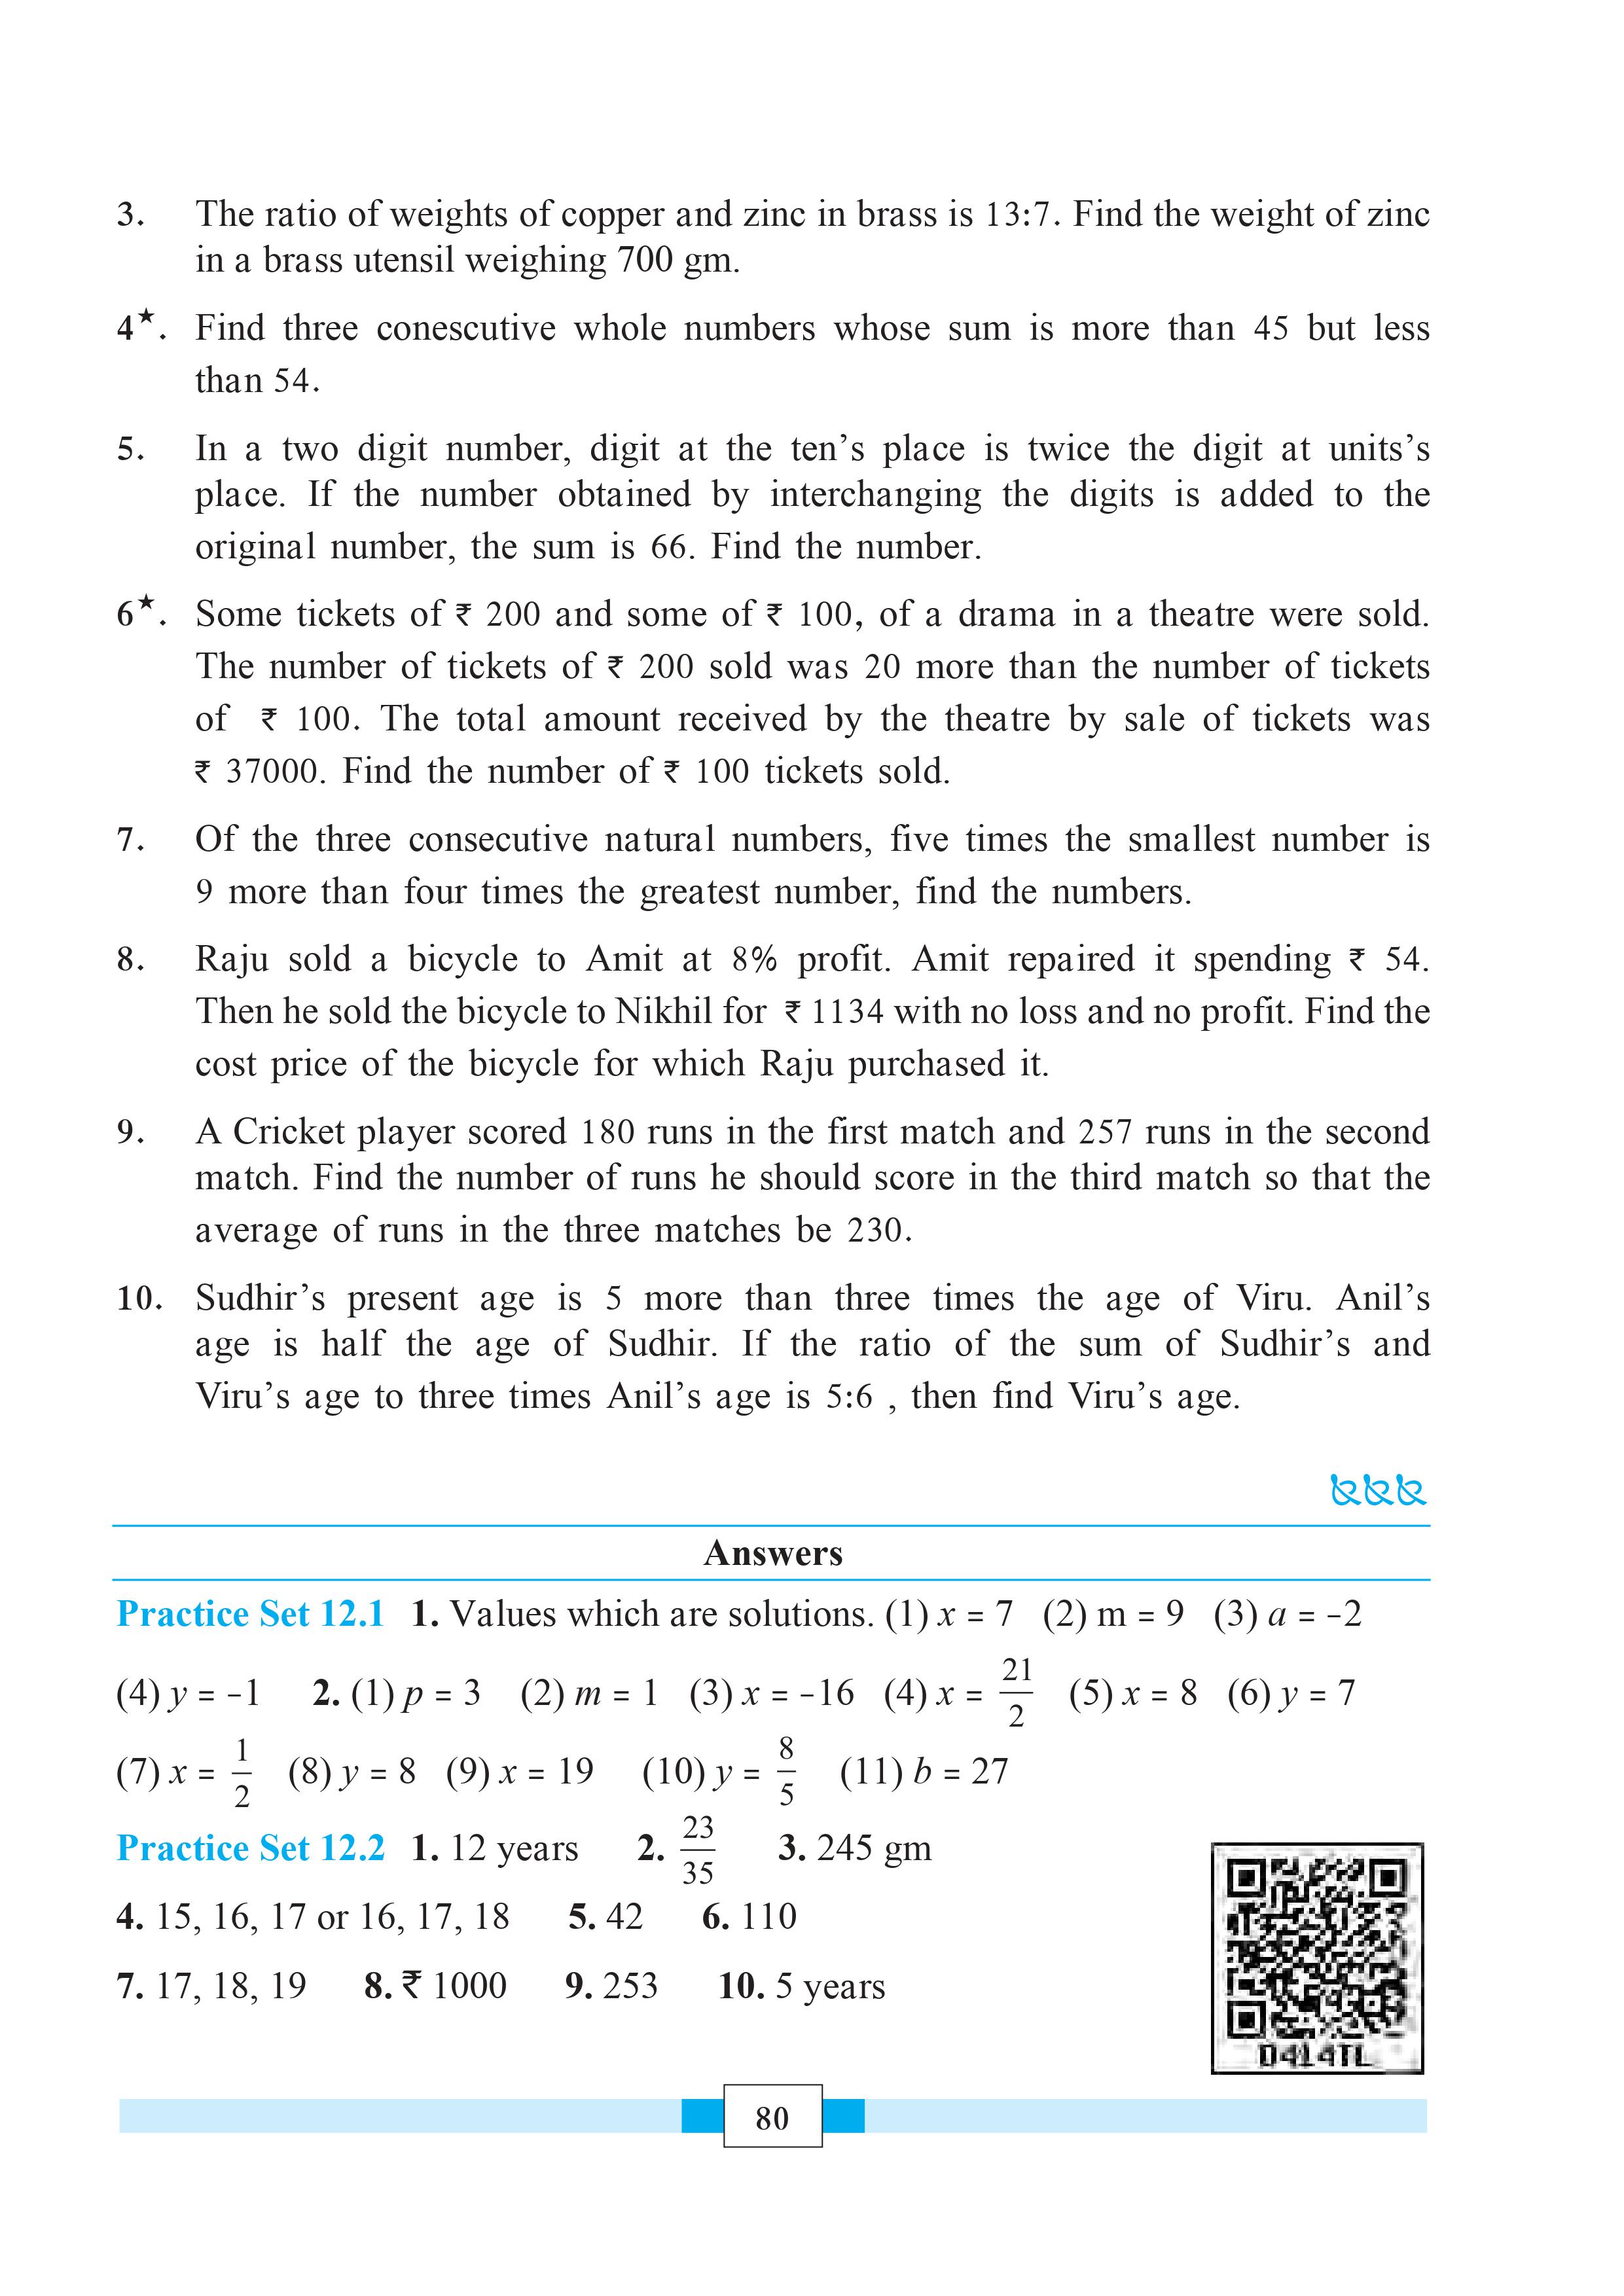 3. The ratio of weights of copper and zinc in brass is 13:7. Find the weight of zinc
in a brass utensil weighing 700 gm.
4★. Find three conescutive whole numbers whose sum is more than 45 but less
than 54.
5. In a two digit number, digit at the ten’s place is twice the digit at units’s
place. If the number obtained by interchanging the digits is added to the
original number, the sum is 66. Find the number.
6★. Some tickets of ₹ 200 and some of ₹ 100, of a drama in a theatre were sold.
The number of tickets of ₹ 200 sold was 20 more than the number of tickets
of ₹ 100. The total amount received by the theatre by sale of tickets was
₹ 37000. Find the number of ₹ 100 tickets sold.
7. Of the three consecutive natural numbers, five times the smallest number is
9 more than four times the greatest number, find the numbers.
8. Raju sold a bicycle to Amit at 8% profit. Amit repaired it spending ₹ 54.
Then he sold the bicycle to Nikhil for ₹ 1134 with no loss and no profit. Find the
cost price of the bicycle for which Raju purchased it.
9. A Cricket player scored 180 runs in the first match and 257 runs in the second
match. Find the number of runs he should score in the third match so that the
average of runs in the three matches be 230.
10. Sudhir’s present age is 5 more than three times the age of Viru. Anil’s
age is half the age of Sudhir. If the ratio of the sum of Sudhir’s and
Viru’s age to three times Anil’s age is 5:6 , then find Viru’s age.
Answers
Practice Set 12.1 1. Values which are solutions. (1) x = 7 (2) m = 9 (3) a = -2
(4) y = -1 2. (1) p = 3 (2) m = 1 (3) x = -16 (4) x = 21/2 (5) x = 8 (6) y = 7
(7) x = 1/2 (8) y = 8 (9) x = 19 (10) y = 8/5 (11) b = 27
Practice Set 12.2 1. 12 years 2. 23/35 3. 245 gm
4. 15, 16, 17 or 16, 17, 18 5. 42 6. 110
7. 17, 18, 19 8. ₹ 1000 9. 253 10. 5 years
D414TL
80